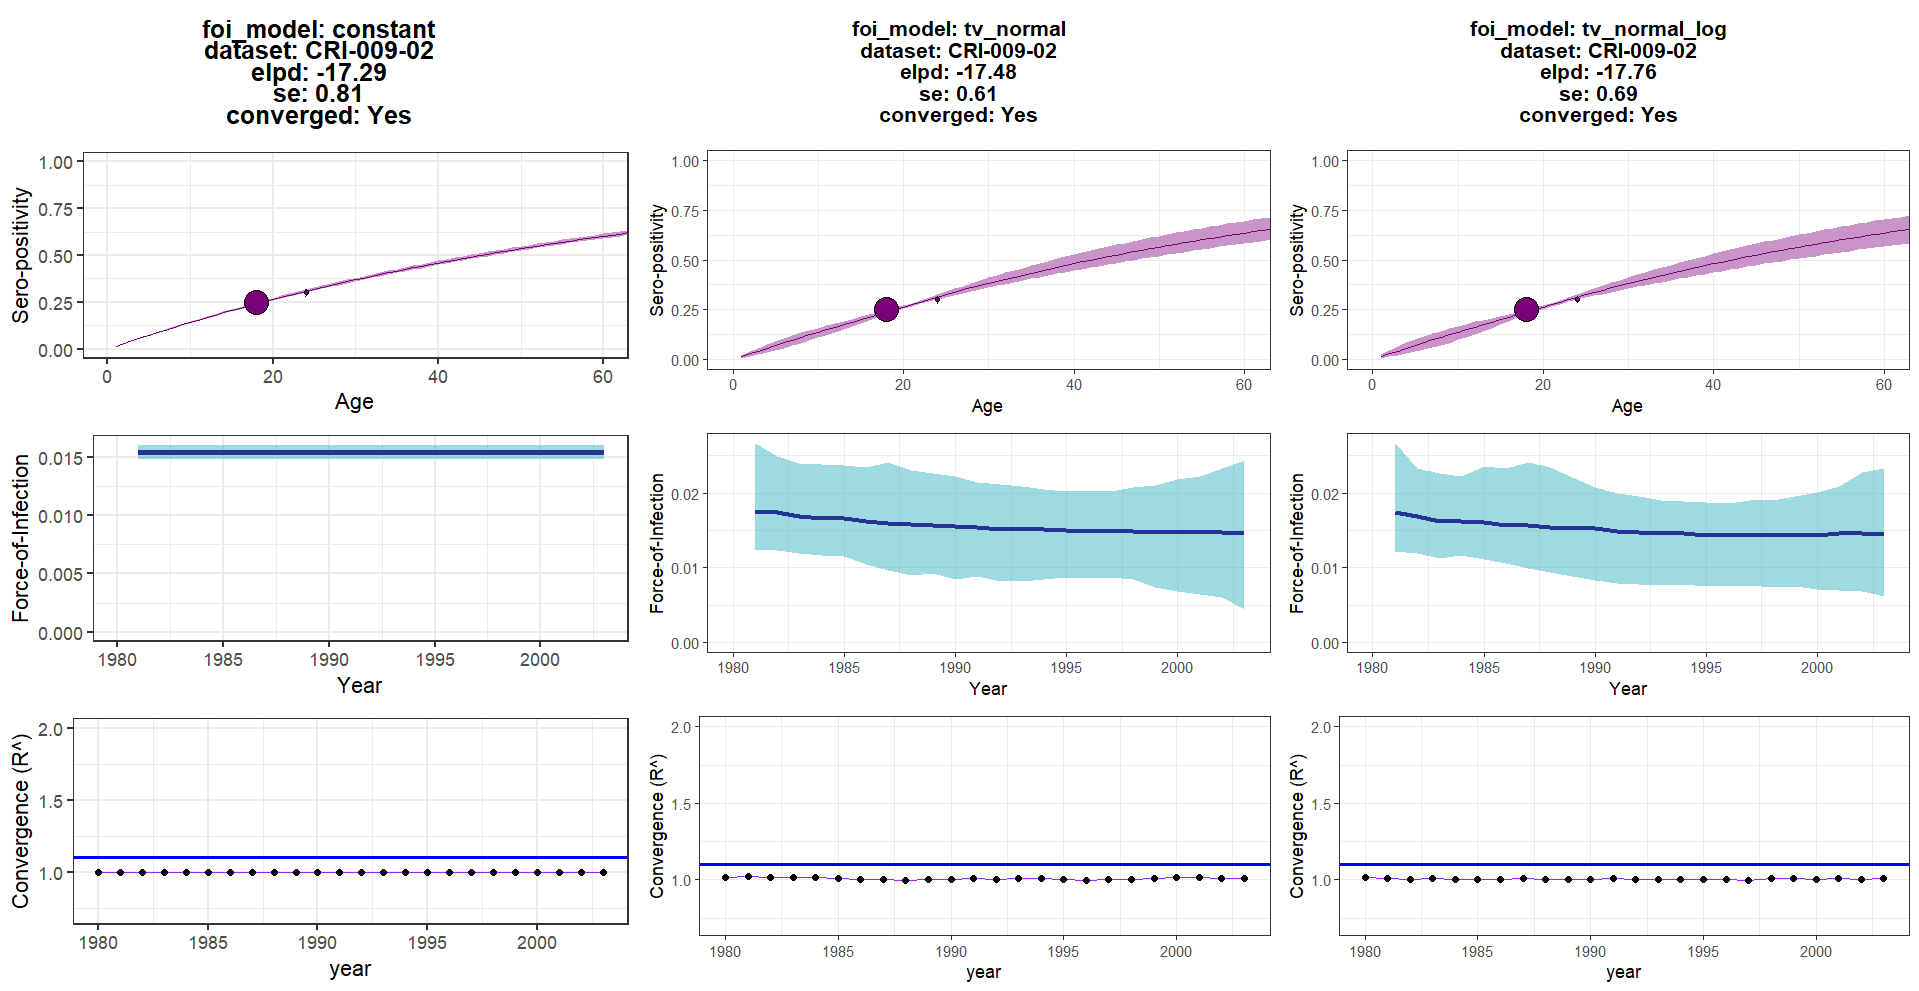 foi_model: constant
dataset: CRI-009-02
elpd: -17.29
se: 0.81
converged: Yes
1.00
0.75
0.50
0.25
0.00
Sero-positivity
0 20 40 60
Age
0.015
0.010
0.005
0.000
Force-of-Infection
1980 1985 1990 1995 2000
Year
2.0
1.5
1.0
Convergence (R^)
1980 1985 1990 1995 2000
year
foi_model: tv_normal
dataset: CRI-009-02
elpd: -17.48
se: 0.61
converged: Yes
1.00
0.75
0.50
0.25
0.00
Sero-positivity
0 20 40 60
Age
0.02
0.01
0.00
Force-of-Infection
1980 1985 1990 1995 2000
Year
2.0
1.5
1.0
Convergence (R^)
1980 1985 1990 1995 2000
year
foi_model: tv_normal_log
dataset: CRI-009-02
elpd: -17.76
se: 0.69
converged: Yes
1.00
0.75
0.50
0.25
0.00
Sero-positivity
0 20 40 60
Age
0.02
0.01
0.00
Force-of-Infection
1980 1985 1990 1995 2000
Year
2.0
1.5
1.0
Convergence (R^)
1980 1985 1990 1995 2000
year